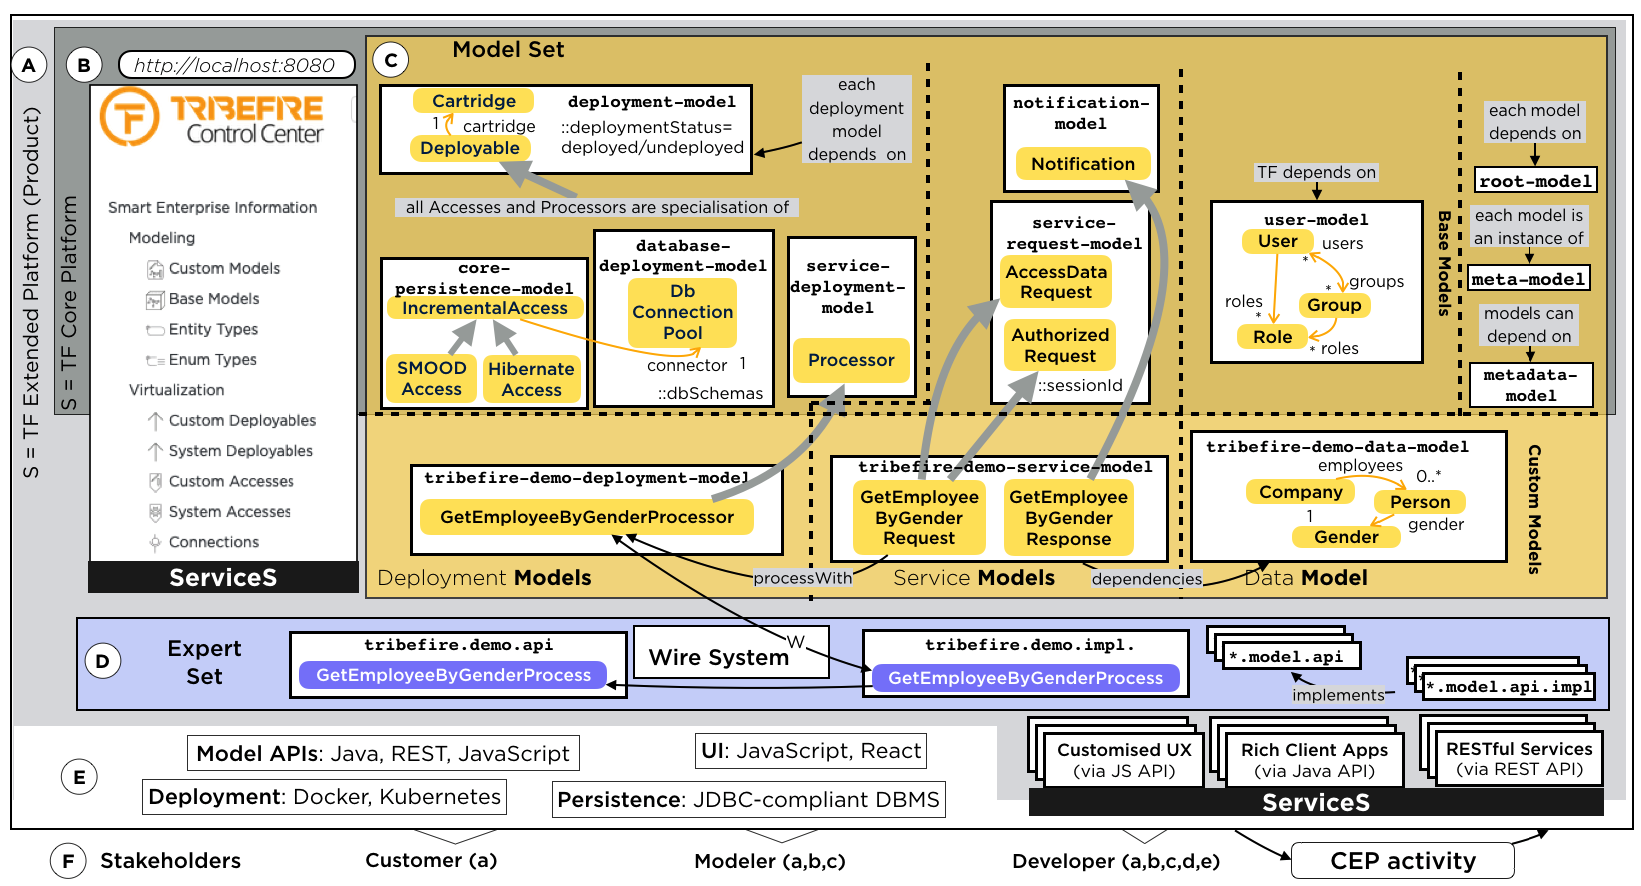 A
S = TF Extended Platform (Product)
S = TF Core Platform
B
http://localhost:8080
TRIBEFIRE
Control Center
Smart Enterprise Information
Modeling
Custom Models
Base Models
Entity Types
Enum Types
Virtualization
Custom Deployables
System Deployables
Custom Accesses
System Accesses
Connections
ServiceS
C
Model Set
Cartridge
1
cartridge
Deployable
deployment-model
::deploymentStatus=
deployed/undeployed
each
deployment
model
depends on
all Accesses and Processors are specialisation of
core-
persistence-model
IncrementalAccess
SMOOD
Access
Hibernate
Access
database-
deployment-model
Db
Connection
Pool
connector 1
::dbSchemas
service-
deployment-
model
Processor
notification-
model
Notification
service-
request-model
AccessData
Request
Authorized
Request
::sessionId
TF depends on
user-model
User
users
*
*
groups
Group
roles
*
Role
* roles
Base Models
each model
depends on
root-model
each model is
an instance of
meta-model
models can
depend on
metadata-
model
tribefire-demo-deployment-model
GetEmployeeByGenderProcessor
Deployment Models
processWith
tribefire-demo-service-model
GetEmployee
ByGender
Request
GetEmployee
ByGender
Response
Service Models
dependencies
tribefire-demo-data-model
employees
0..*
Company
Person
1
gender
Gender
Data Model
Custom Models
D
Expert
Set
tribefire.demo.api
GetEmployeeByGenderProcess
Wire System
W
tribefire.demo.impl.
GetEmployeeByGenderProcess
*.model.api
implements
*
*
*.model.api.impl
E
Model APIs: Java, REST, JavaScript
UI: JavaScript, React
Deployment: Docker, Kubernetes
Persistence: JDBC-compliant DBMS
Customised UX
(via JS API)
Rich Client Apps
(via Java API)
RESTful Services
(via REST API)
ServiceS
F
Stakeholders
Customer (a)
Modeler (a,b,c)
Developer (a,b,c,d,e)
CEP activity